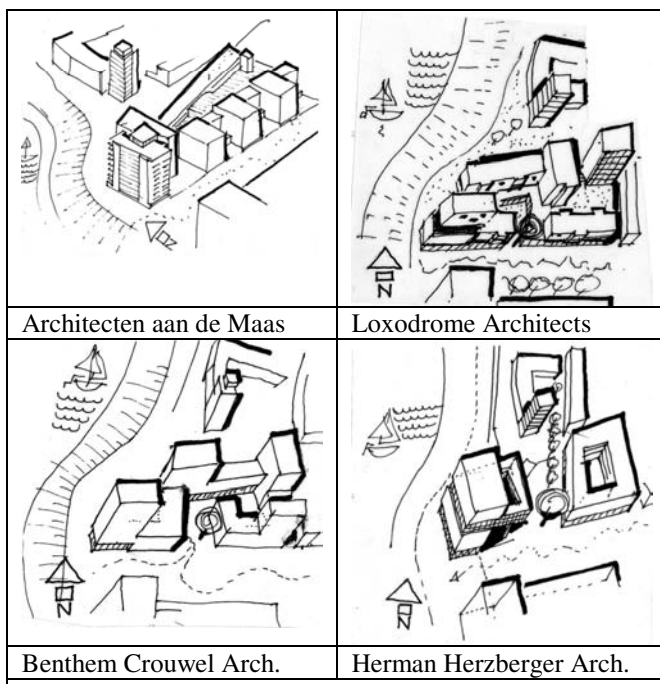 N
N
Architecten aan de Maas
Loxodrome Architects
N
N
Benthem Crouwel Arch.
Herman Herzberger Arch.